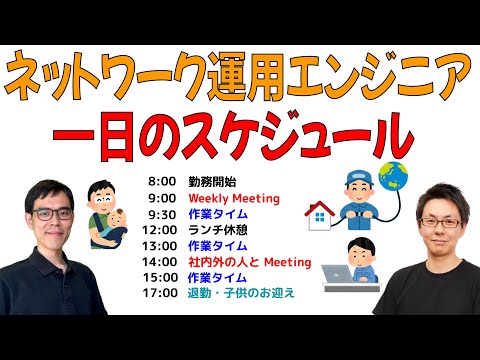 ネットワーク運用エンジニア
一日のスケジュール
8:00 勤務開始
9:00 Weekly Meeting
9:30 作業タイム
12:00 ランチ休憩
13:00 作業タイム
14:00 社内外の人と Meeting
15:00 作業タイム
17:00 退勤・子供のお迎え